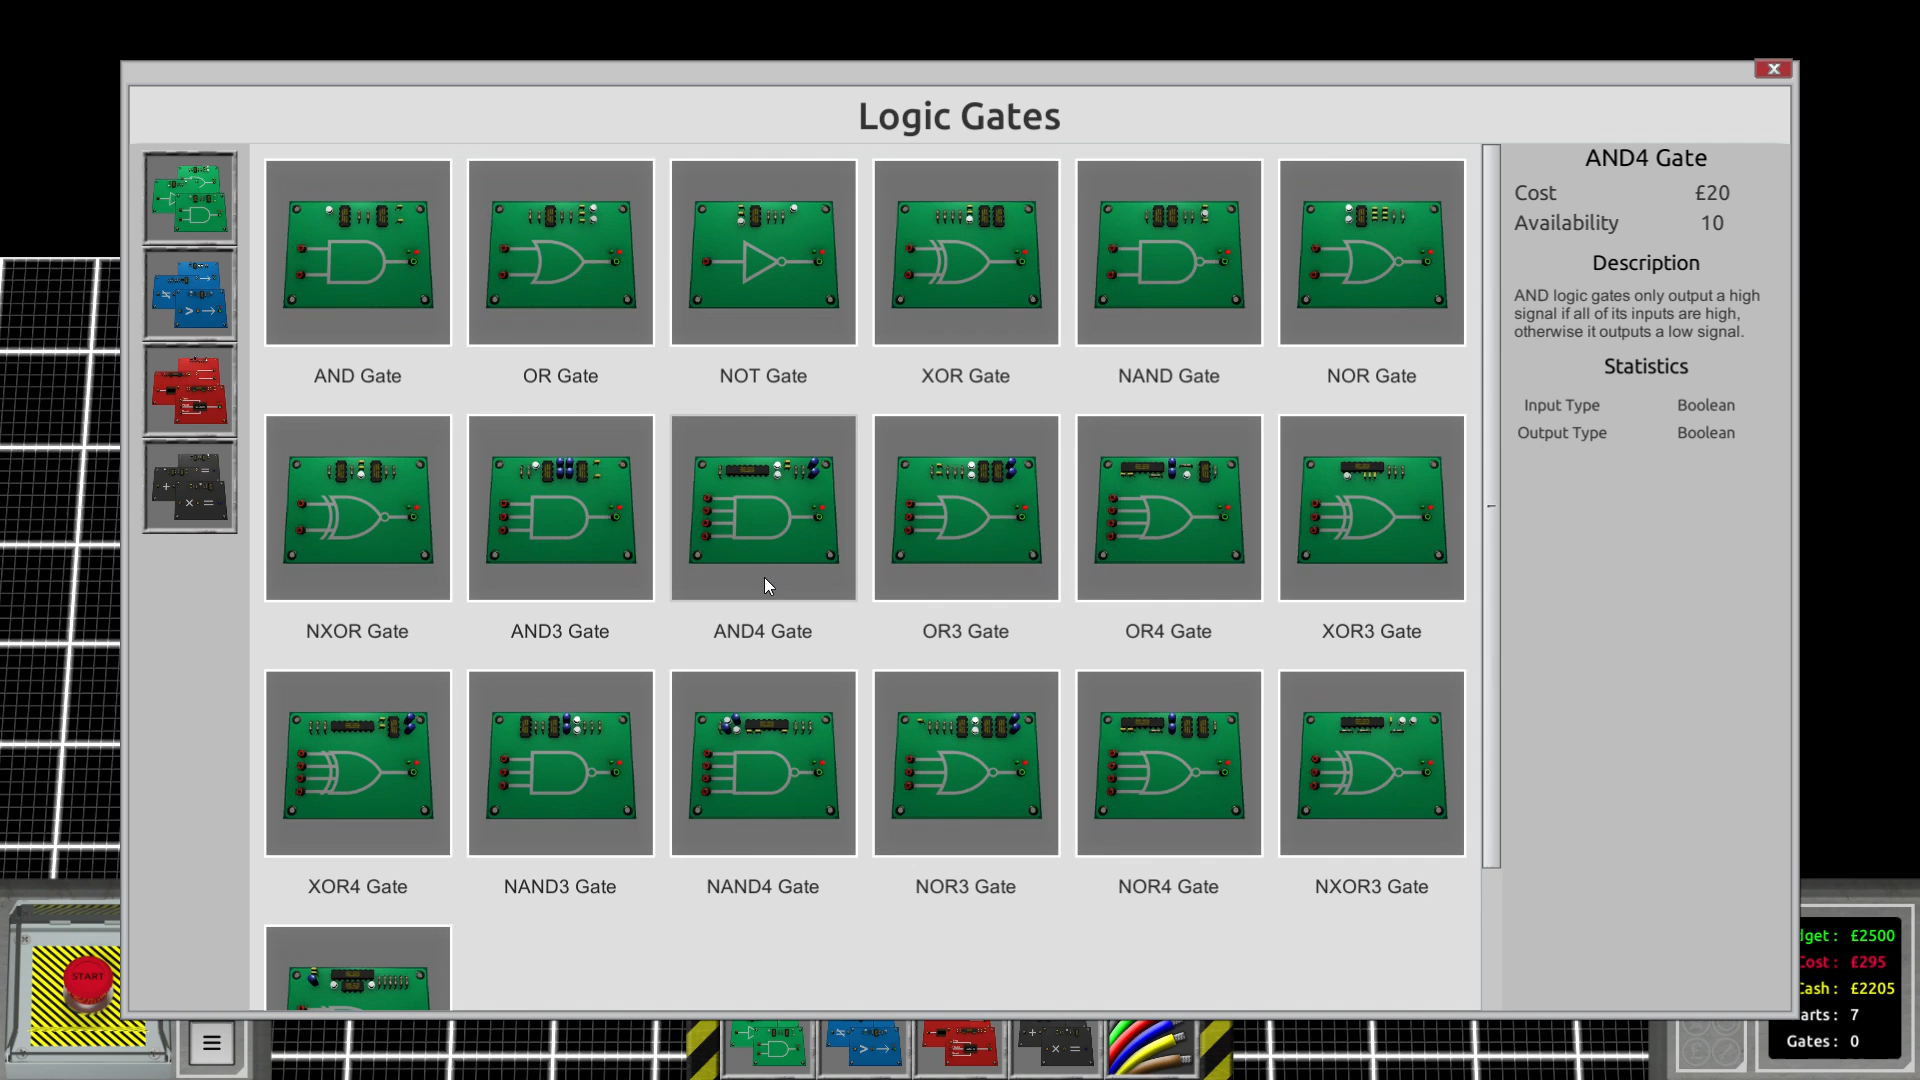 Logic Gates
AND Gate
OR Gate
NOT Gate
XOR Gate
NAND Gate
NOR Gate
NXOR Gate
AND3 Gate
AND4 Gate
OR3 Gate
OR4 Gate
XOR3 Gate
XOR4 Gate
NAND3 Gate
NAND4 Gate
NOR3 Gate
NOR4 Gate
NXOR3 Gate
AND4 Gate
Cost £20
Availability 10
Description
AND logic gates only output a high
signal if all of its inputs are high,
otherwise it outputs a low signal.
Statistics
Input Type Boolean
Output Type Boolean
START
dget: £2500
Cost: £295
Cash: £2205
arts: 7
Gates: 0